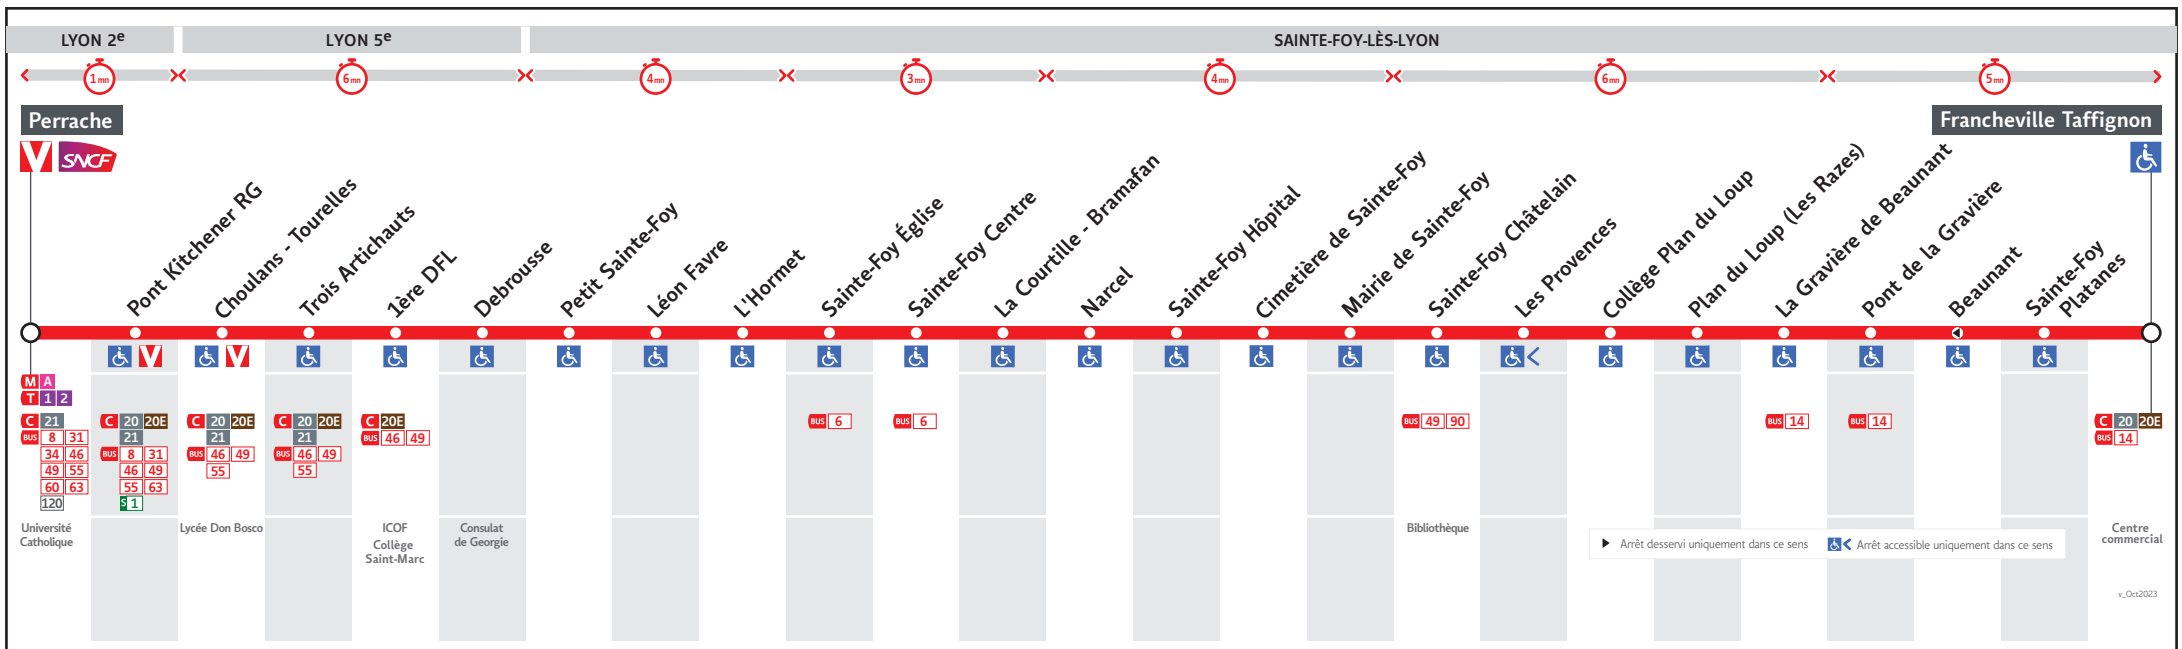 LYON 2e
LYON 5e
SAINTE-FOY-LÈS-LYON
1mn
6mn
4mn
3mn
4mn
6mn
5mn
Perrache
V SNCF
Francheville Taffignon
Pont Kitchener RG
Choulans - Tourelles
Trois Artichauts
1ère DFL
Debrousse
Petit Sainte-Foy
Léon Favre
L'Hormet
Sainte-Foy Église
Sainte-Foy Centre
La Courtille - Bramafan
Narcel
Sainte-Foy Hôpital
Cimetière de Sainte-Foy
Mairie de Sainte-Foy
Sainte-Foy Châtelain
Les Provences
Collège Plan du Loup
Plan du Loup (Les Razes)
La Gravière de Beaunant
Pont de la Gravière
Beaunant
Sainte-Foy
Platanes
V
V
M A
T 1 2
C 21
BUS 8 31
34 46
49 55
60 63
120
Université
Catholique
C 20 20E
21
BUS 8 31
46 49
55 63
S 1
C 20 20E
21
BUS 46 49
55
Lycée Don Bosco
C 20 20E
21
BUS 46 49
55
C 20E
BUS 46 49
ICOF
Collège
Saint-Marc
Consulat
de Georgie
BUS 6
BUS 6
BUS 49 90
Bibliothèque
BUS 14
BUS 14
C 20 20E
BUS 14
Centre
commercial
Arrêt desservi uniquement dans ce sens
Arrêt accessible uniquement dans ce sens
v_Oct2023